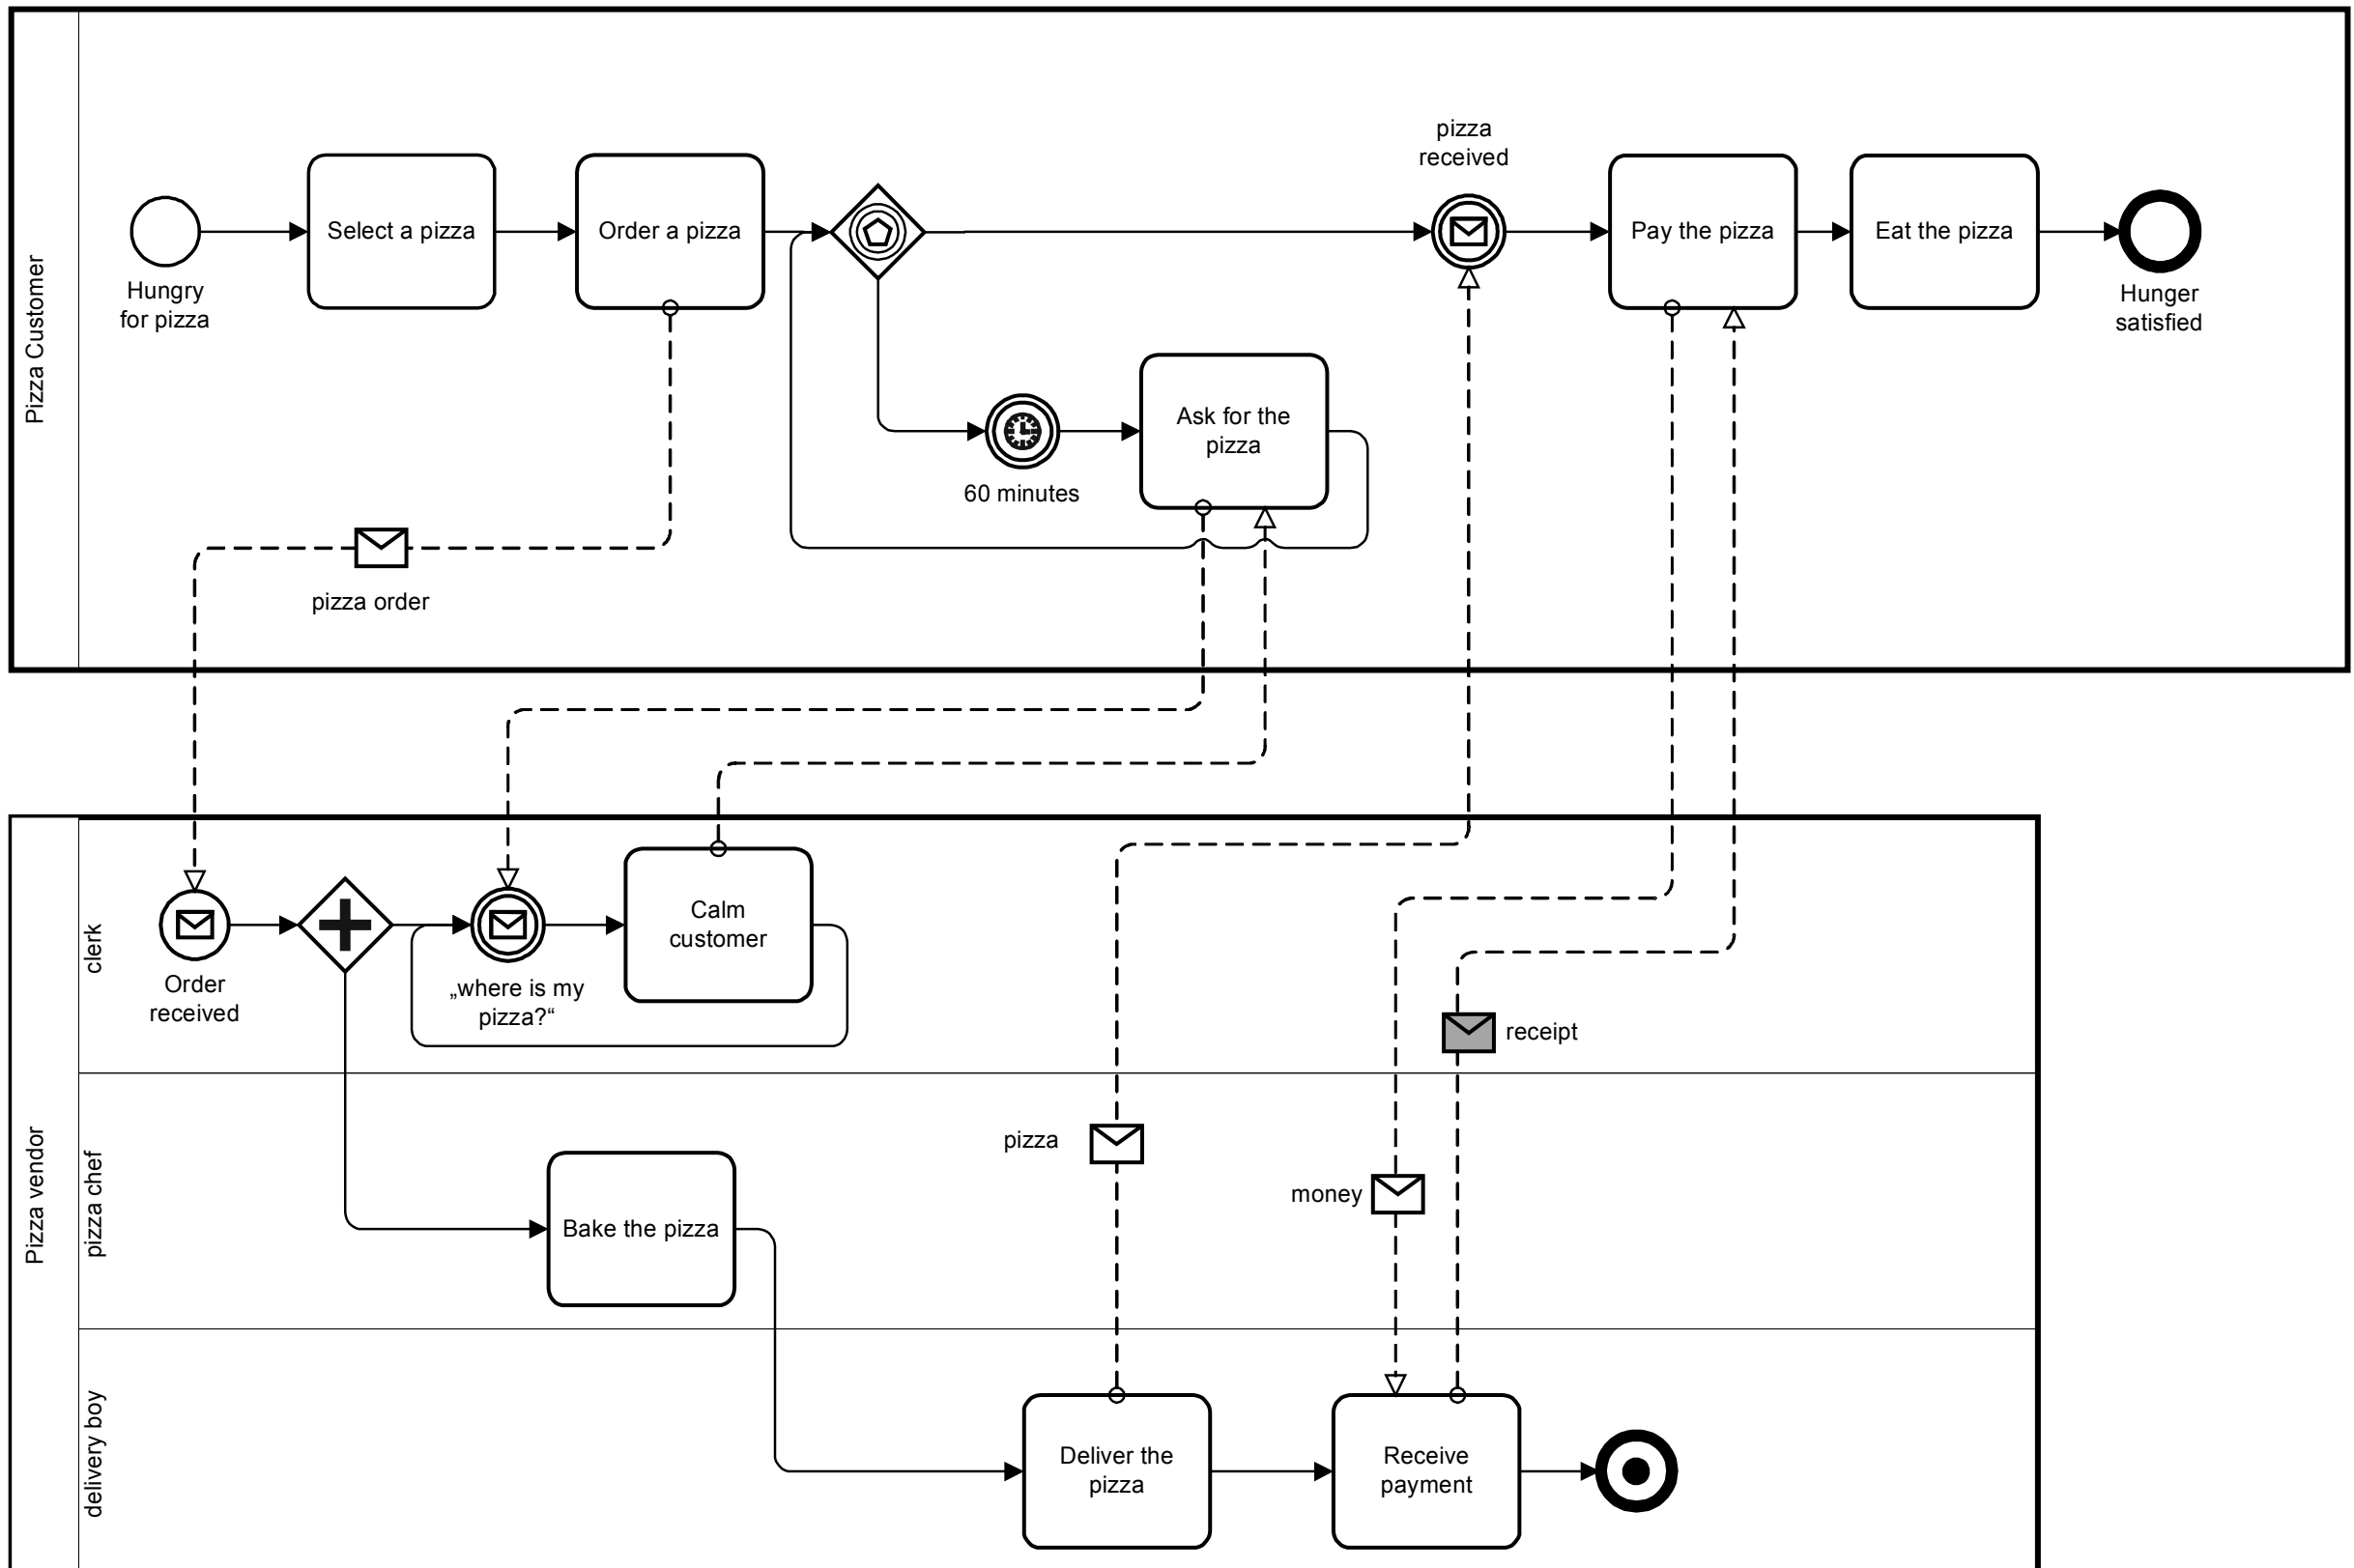 Pizza Customer
pizza
received
Select a pizza
Order a pizza
Pay the pizza
Eat the pizza
Hungry
for pizza
Hunger
satisfied
Ask for the
pizza
60 minutes
pizza order
Pizza vendor
clerk
Calm
customer
Order
received
„where is my
pizza?“
receipt
pizza chef
pizza
money
Bake the pizza
delivery boy
Deliver the
pizza
Receive
payment